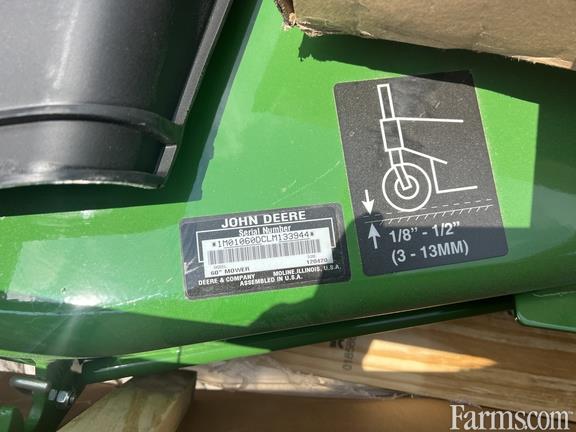 JOHN DEERE
Serial Number
*1M01060DCLM133944*
60" MOWER 120420
DEERE & COMPANY MOLINE, ILLINOIS, U.S.A.
ASSEMBLED IN U.S.A.
1/8" - 1/2"
(3 - 13MM)
Farms.com